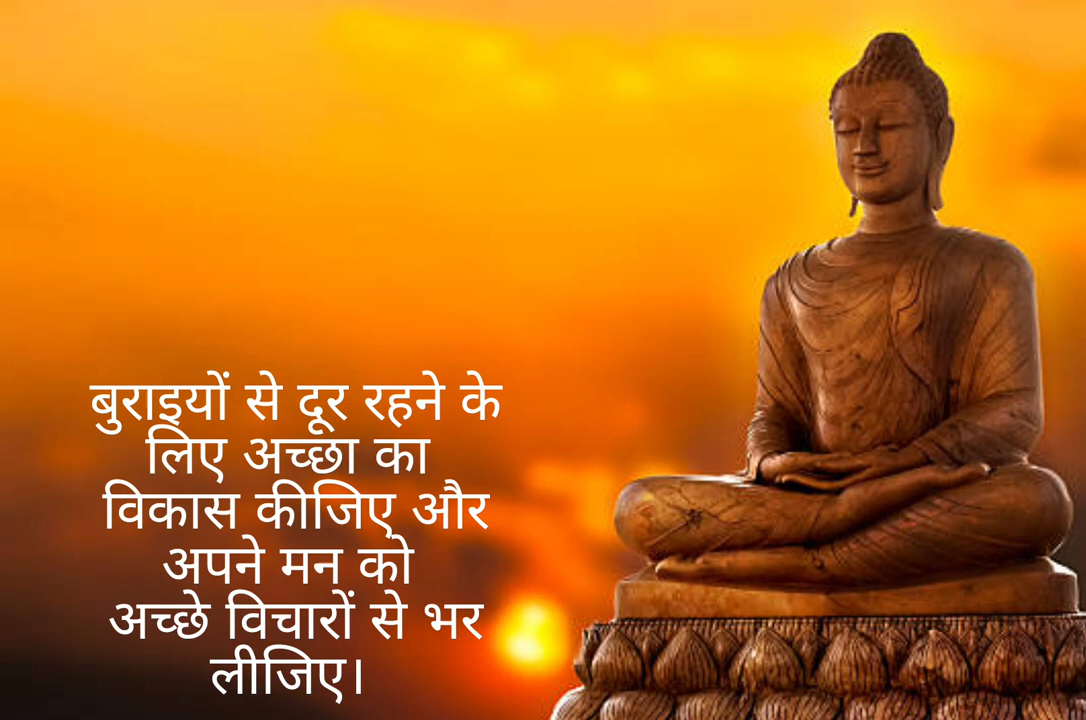 बुराइयों से दूर रहने के
लिए अच्छा का
विकास कीजिए और
अपने मन को
अच्छे विचारों से भर
लीजिए।